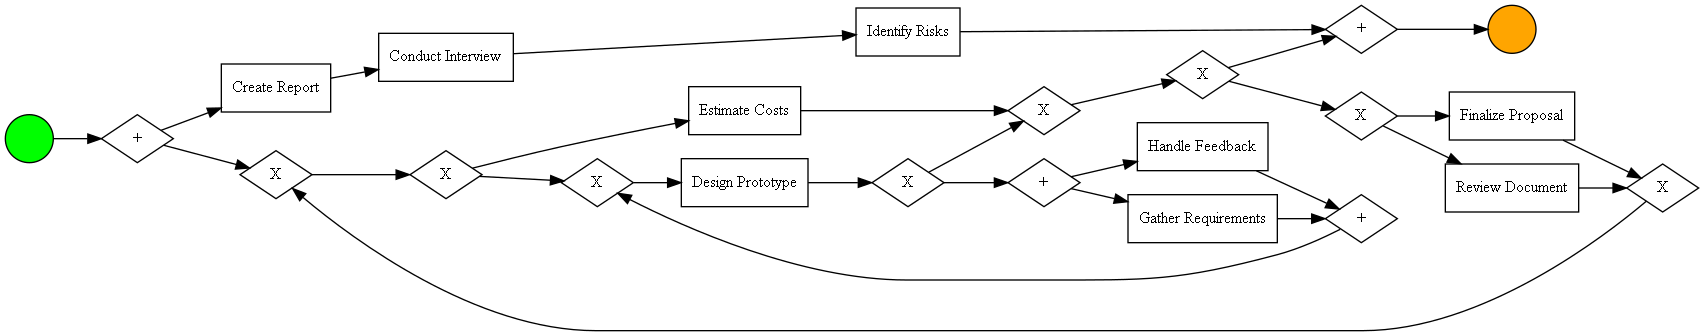 +
Create Report
Conduct Interview
Identify Risks
+
X
X
Estimate Costs
X
X
X
Design Prototype
X
+
Handle Feedback
Gather Requirements
+
X
Finalize Proposal
Review Document
X